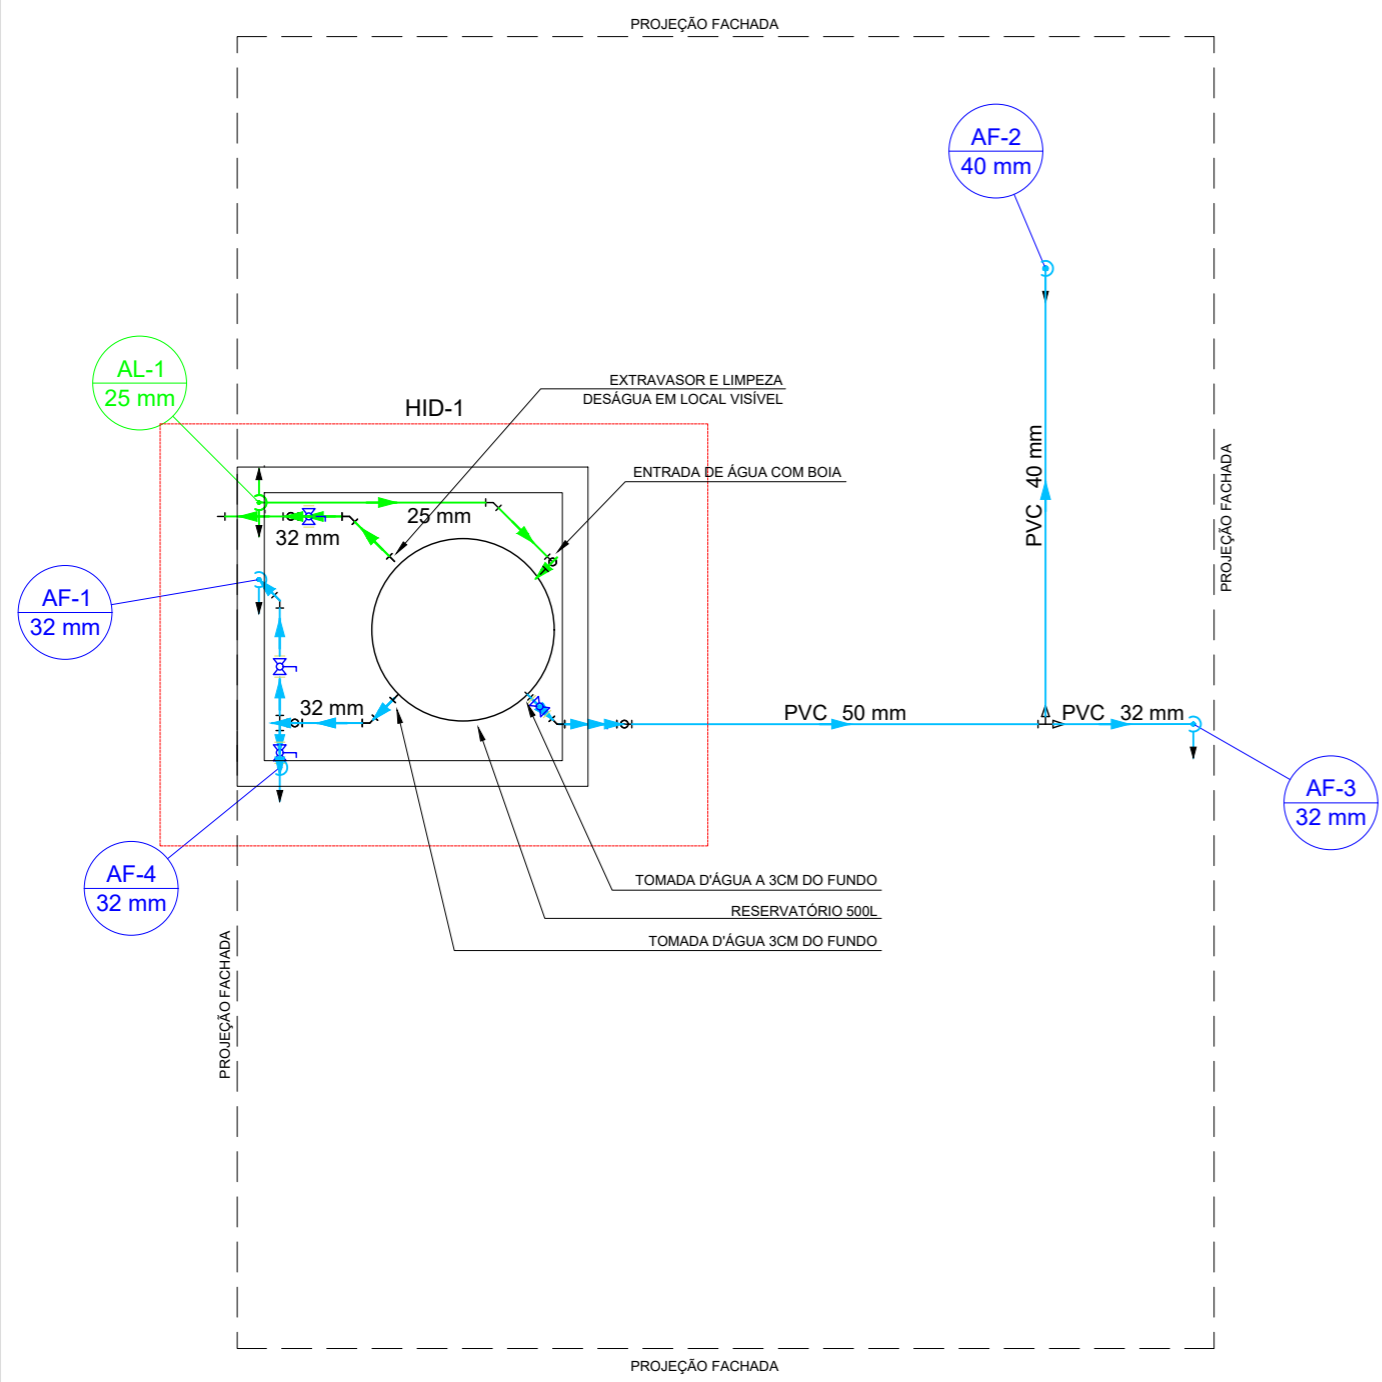 PROJEÇÃO FACHADA
AF-2
40 mm
AL-1
25 mm
EXTRAVASOR E LIMPEZA
DESÁGUA EM LOCAL VISÍVEL
HID-1
ENTRADA DE ÁGUA COM BOIA
PVC 40 mm
PROJEÇÃO FACHADA
25 mm
32 mm
AF-1
32 mm
32 mm
PVC 50 mm
PVC 32 mm
AF-3
32 mm
AF-4
32 mm
TOMADA D'ÁGUA A 3CM DO FUNDO
RESERVATÓRIO 500L
TOMADA D'ÁGUA 3CM DO FUNDO
PROJEÇÃO FACHADA
PROJEÇÃO FACHADA